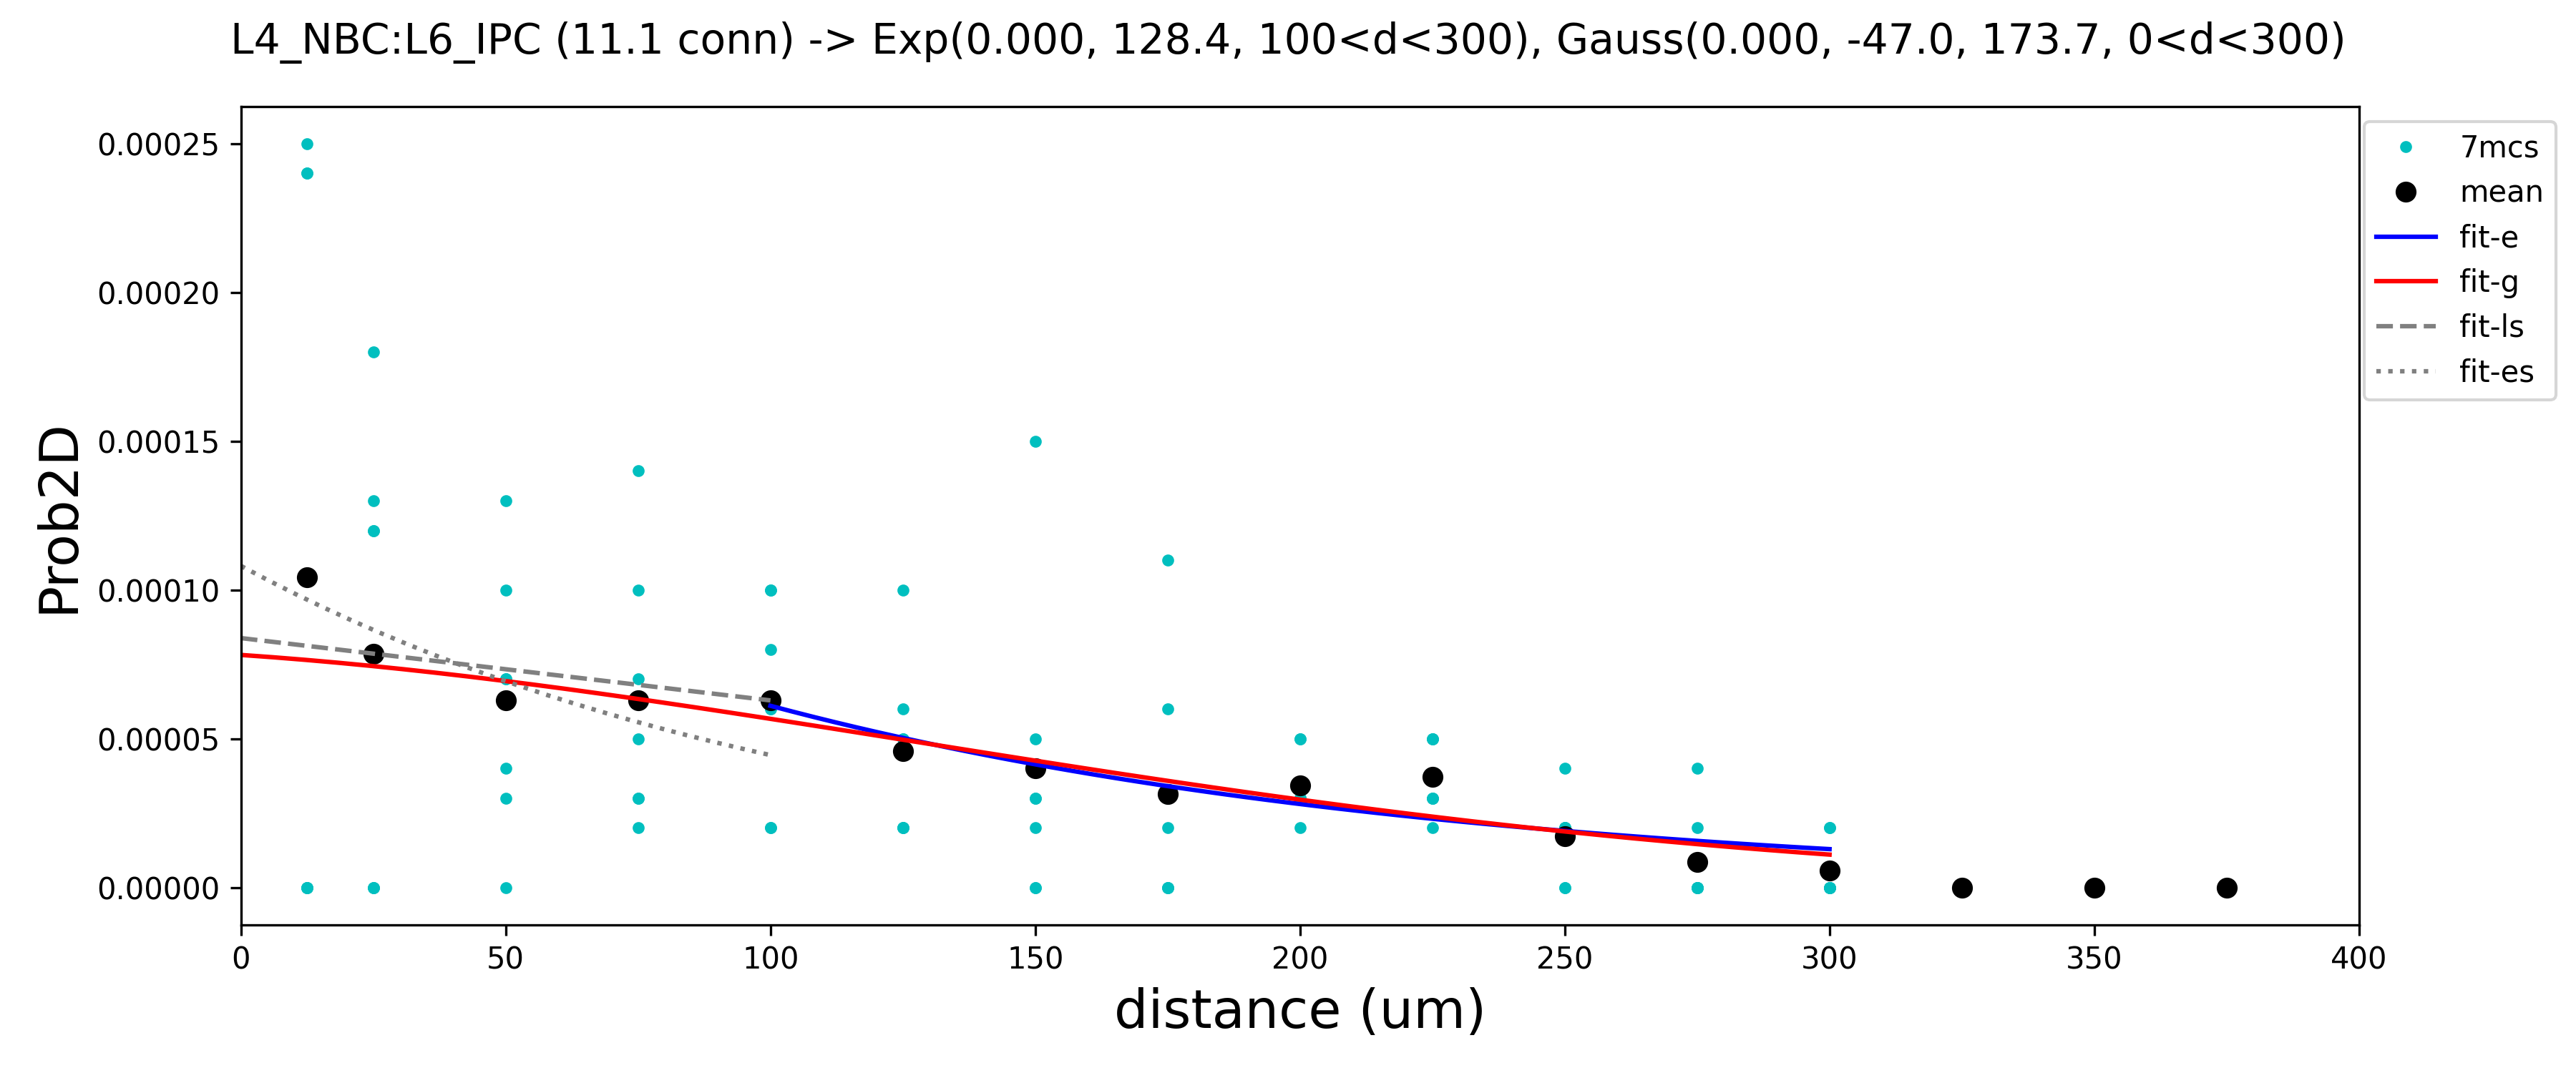 L4_NBC:L6_IPC (11.1 conn) -> Exp(0.000, 128.4, 100<d<300), Gauss(0.000, -47.0, 173.7, 0<d<300)
0.00025
0.00020
0.00015
0.00010
0.00005
0.00000
Prob2D
0 50 100 150 200 250 300 350 400
distance (um)
7mcs
mean
fit-e
fit-g
fit-ls
fit-es